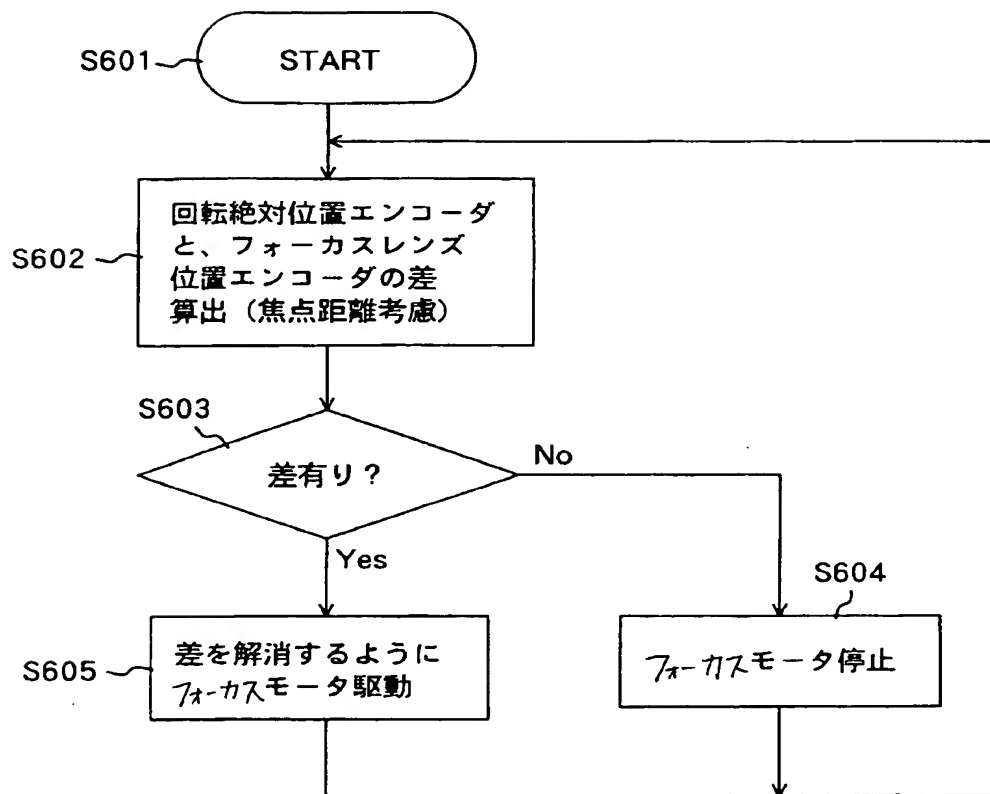 S601
START
S602
回転絶対位置エンコーダ
と、フォーカスレンズ
位置エンコーダの差
算出（焦点距離考慮）
S603
差有り？
No
Yes
S604
フォーカスモータ停止
S605
差を解消するように
フォーカスモータ駆動